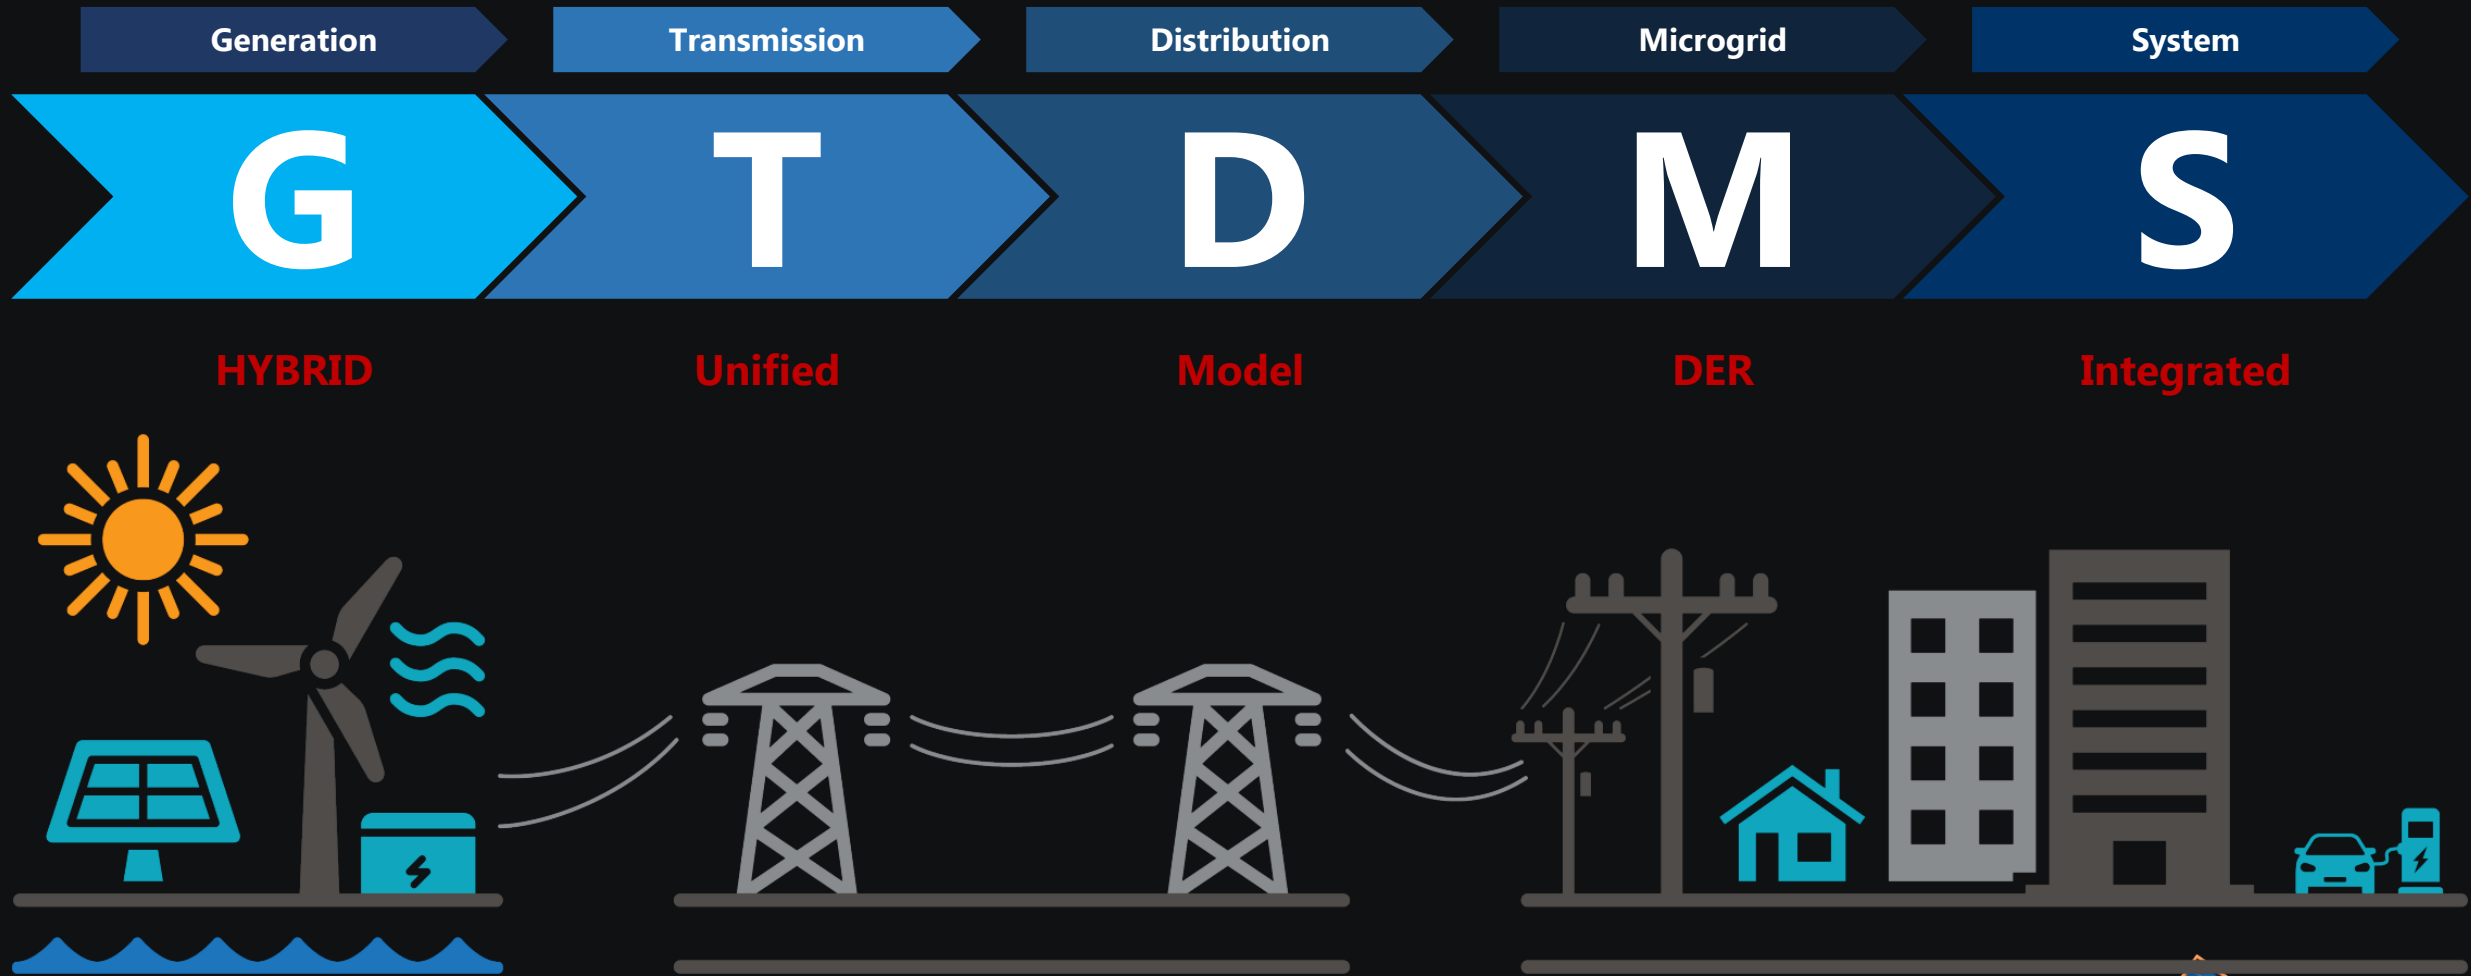 Generation
Transmission
Distribution
Microgrid
System
G
T
D
M
S
HYBRID
Unified
Model
DER
Integrated